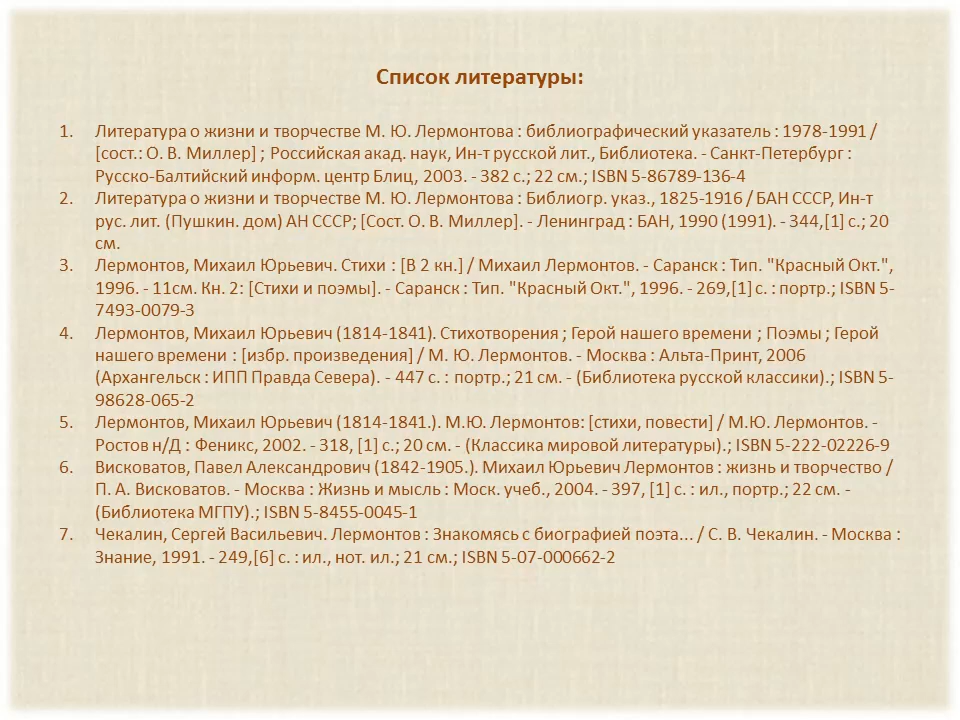 Список литературы:
1. Литература о жизни и творчестве М. Ю. Лермонтова : библиографический указатель : 1978-1991 /
[сост.: О. В. Миллер] ; Российская акад. наук, Ин-т русской лит., Библиотека. - Санкт-Петербург :
Русско-Балтийский информ. центр Блиц, 2003. - 382 с.; 22 см.; ISBN 5-86789-136-4
2. Литература о жизни и творчестве М. Ю. Лермонтова : Библиогр. указ., 1825-1916 / БАН СССР, Ин-т
рус. лит. (Пушкин. дом) АН СССР; [Сост. О. В. Миллер]. - Ленинград : БАН, 1990 (1991). - 344,[1] с.; 20
см.
3. Лермонтов, Михаил Юрьевич. Стихи : [В 2 кн.] / Михаил Лермонтов. - Саранск : Тип. "Красный Окт.",
1996. - 11см. Кн. 2: [Стихи и поэмы]. - Саранск : Тип. "Красный Окт.", 1996. - 269,[1] с. : портр.; ISBN 5-
7493-0079-3
4. Лермонтов, Михаил Юрьевич (1814-1841). Стихотворения ; Герой нашего времени ; Поэмы ; Герой
нашего времени : [избр. произведения] / М. Ю. Лермонтов. - Москва : Альта-Принт, 2006
(Архангельск : ИПП Правда Севера). - 447 с. : портр.; 21 см. - (Библиотека русской классики).; ISBN 5-
98628-065-2
5. Лермонтов, Михаил Юрьевич (1814-1841.). М.Ю. Лермонтов: [стихи, повести] / М.Ю. Лермонтов. -
Ростов н/Д : Феникс, 2002. - 318, [1] с.; 20 см. - (Классика мировой литературы).; ISBN 5-222-02226-9
6. Висковатов, Павел Александрович (1842-1905.). Михаил Юрьевич Лермонтов : жизнь и творчество /
П. А. Висковатов. - Москва : Жизнь и мысль : Моск. учеб., 2004. - 397, [1] с. : ил., портр.; 22 см. -
(Библиотека МГПУ).; ISBN 5-8455-0045-1
7. Чекалин, Сергей Васильевич. Лермонтов : Знакомясь с биографией поэта... / С. В. Чекалин. - Москва :
Знание, 1991. - 249,[6] с. : ил., нот. ил.; 21 см.; ISBN 5-07-000662-2